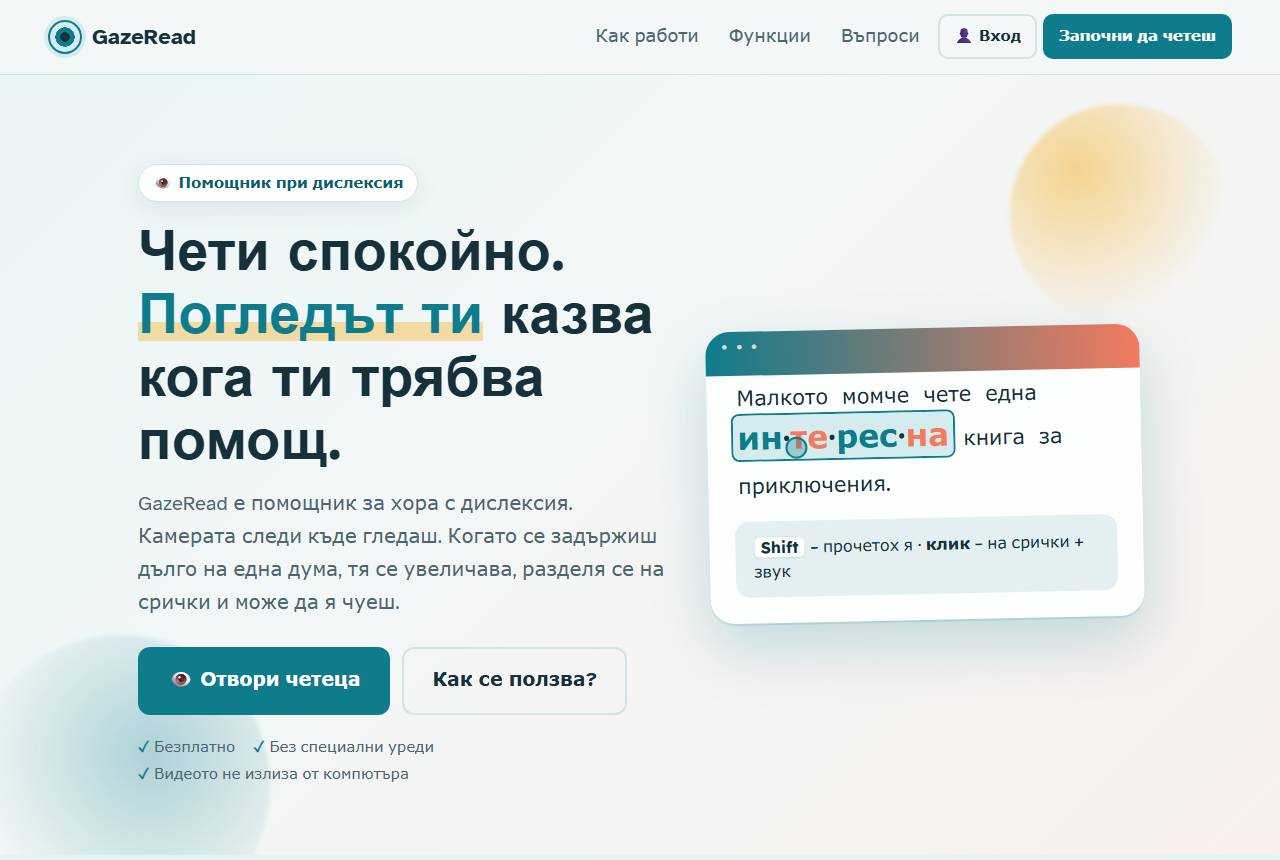 GazeRead
Как работи
Функции
Въпроси
Вход
Започни да четеш
Помощник при дислексия
Чети спокойно.
Погледът ти казва
кога ти трябва
помощ.
GazeRead е помощник за хора с дислексия.
Камерата следи къде гледаш. Когато се задържиш
дълго на една дума, тя се увеличава, разделя се на
срички и може да я чуеш.
Отвори четеца
Как се ползва?
✓ Безплатно ✓ Без специални уреди
✓ Видеото не излиза от компютъра
Малкото момче чете една
ин·те·рес·на книга за
приключения.
Shift – прочетох я · клик – на срички +
звук